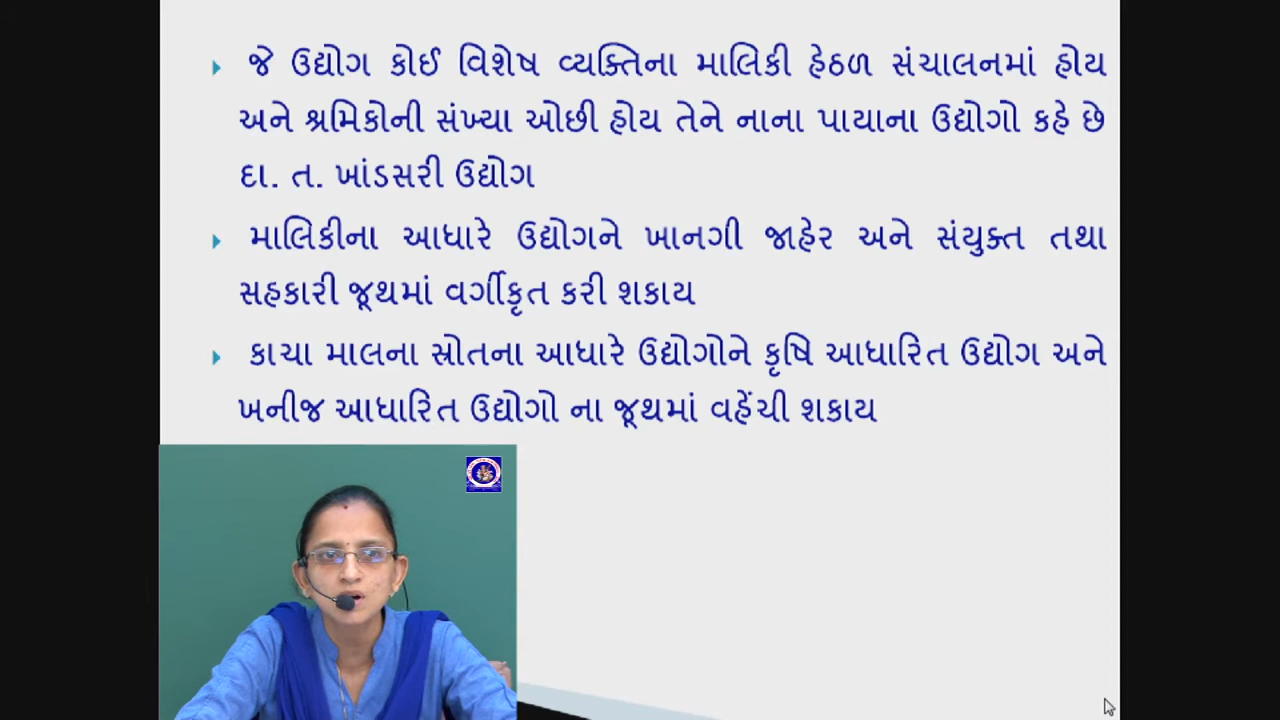 જે ઉદ્યોગ કોઈ વિશેષ વ્યક્તિના માલિકી હેઠળ સંચાલનમાં હોય
અને શ્રમિકોની સંખ્યા ઓછી હોય તેને નાના પાયાના ઉદ્યોગો કહે છે
દા. ત. ખાંડસરી ઉદ્યોગ
માલિકીના આધારે ઉદ્યોગને ખાનગી જાહેર અને સંયુક્ત તથા
સહકારી જૂથમાં વર્ગીકૃત કરી શકાય
કાચા માલના સ્રોતના આધારે ઉદ્યોગોને કૃષિ આધારિત ઉદ્યોગ અને
ખનીજ આધારિત ઉદ્યોગો ના જૂથમાં વહેંચી શકાય